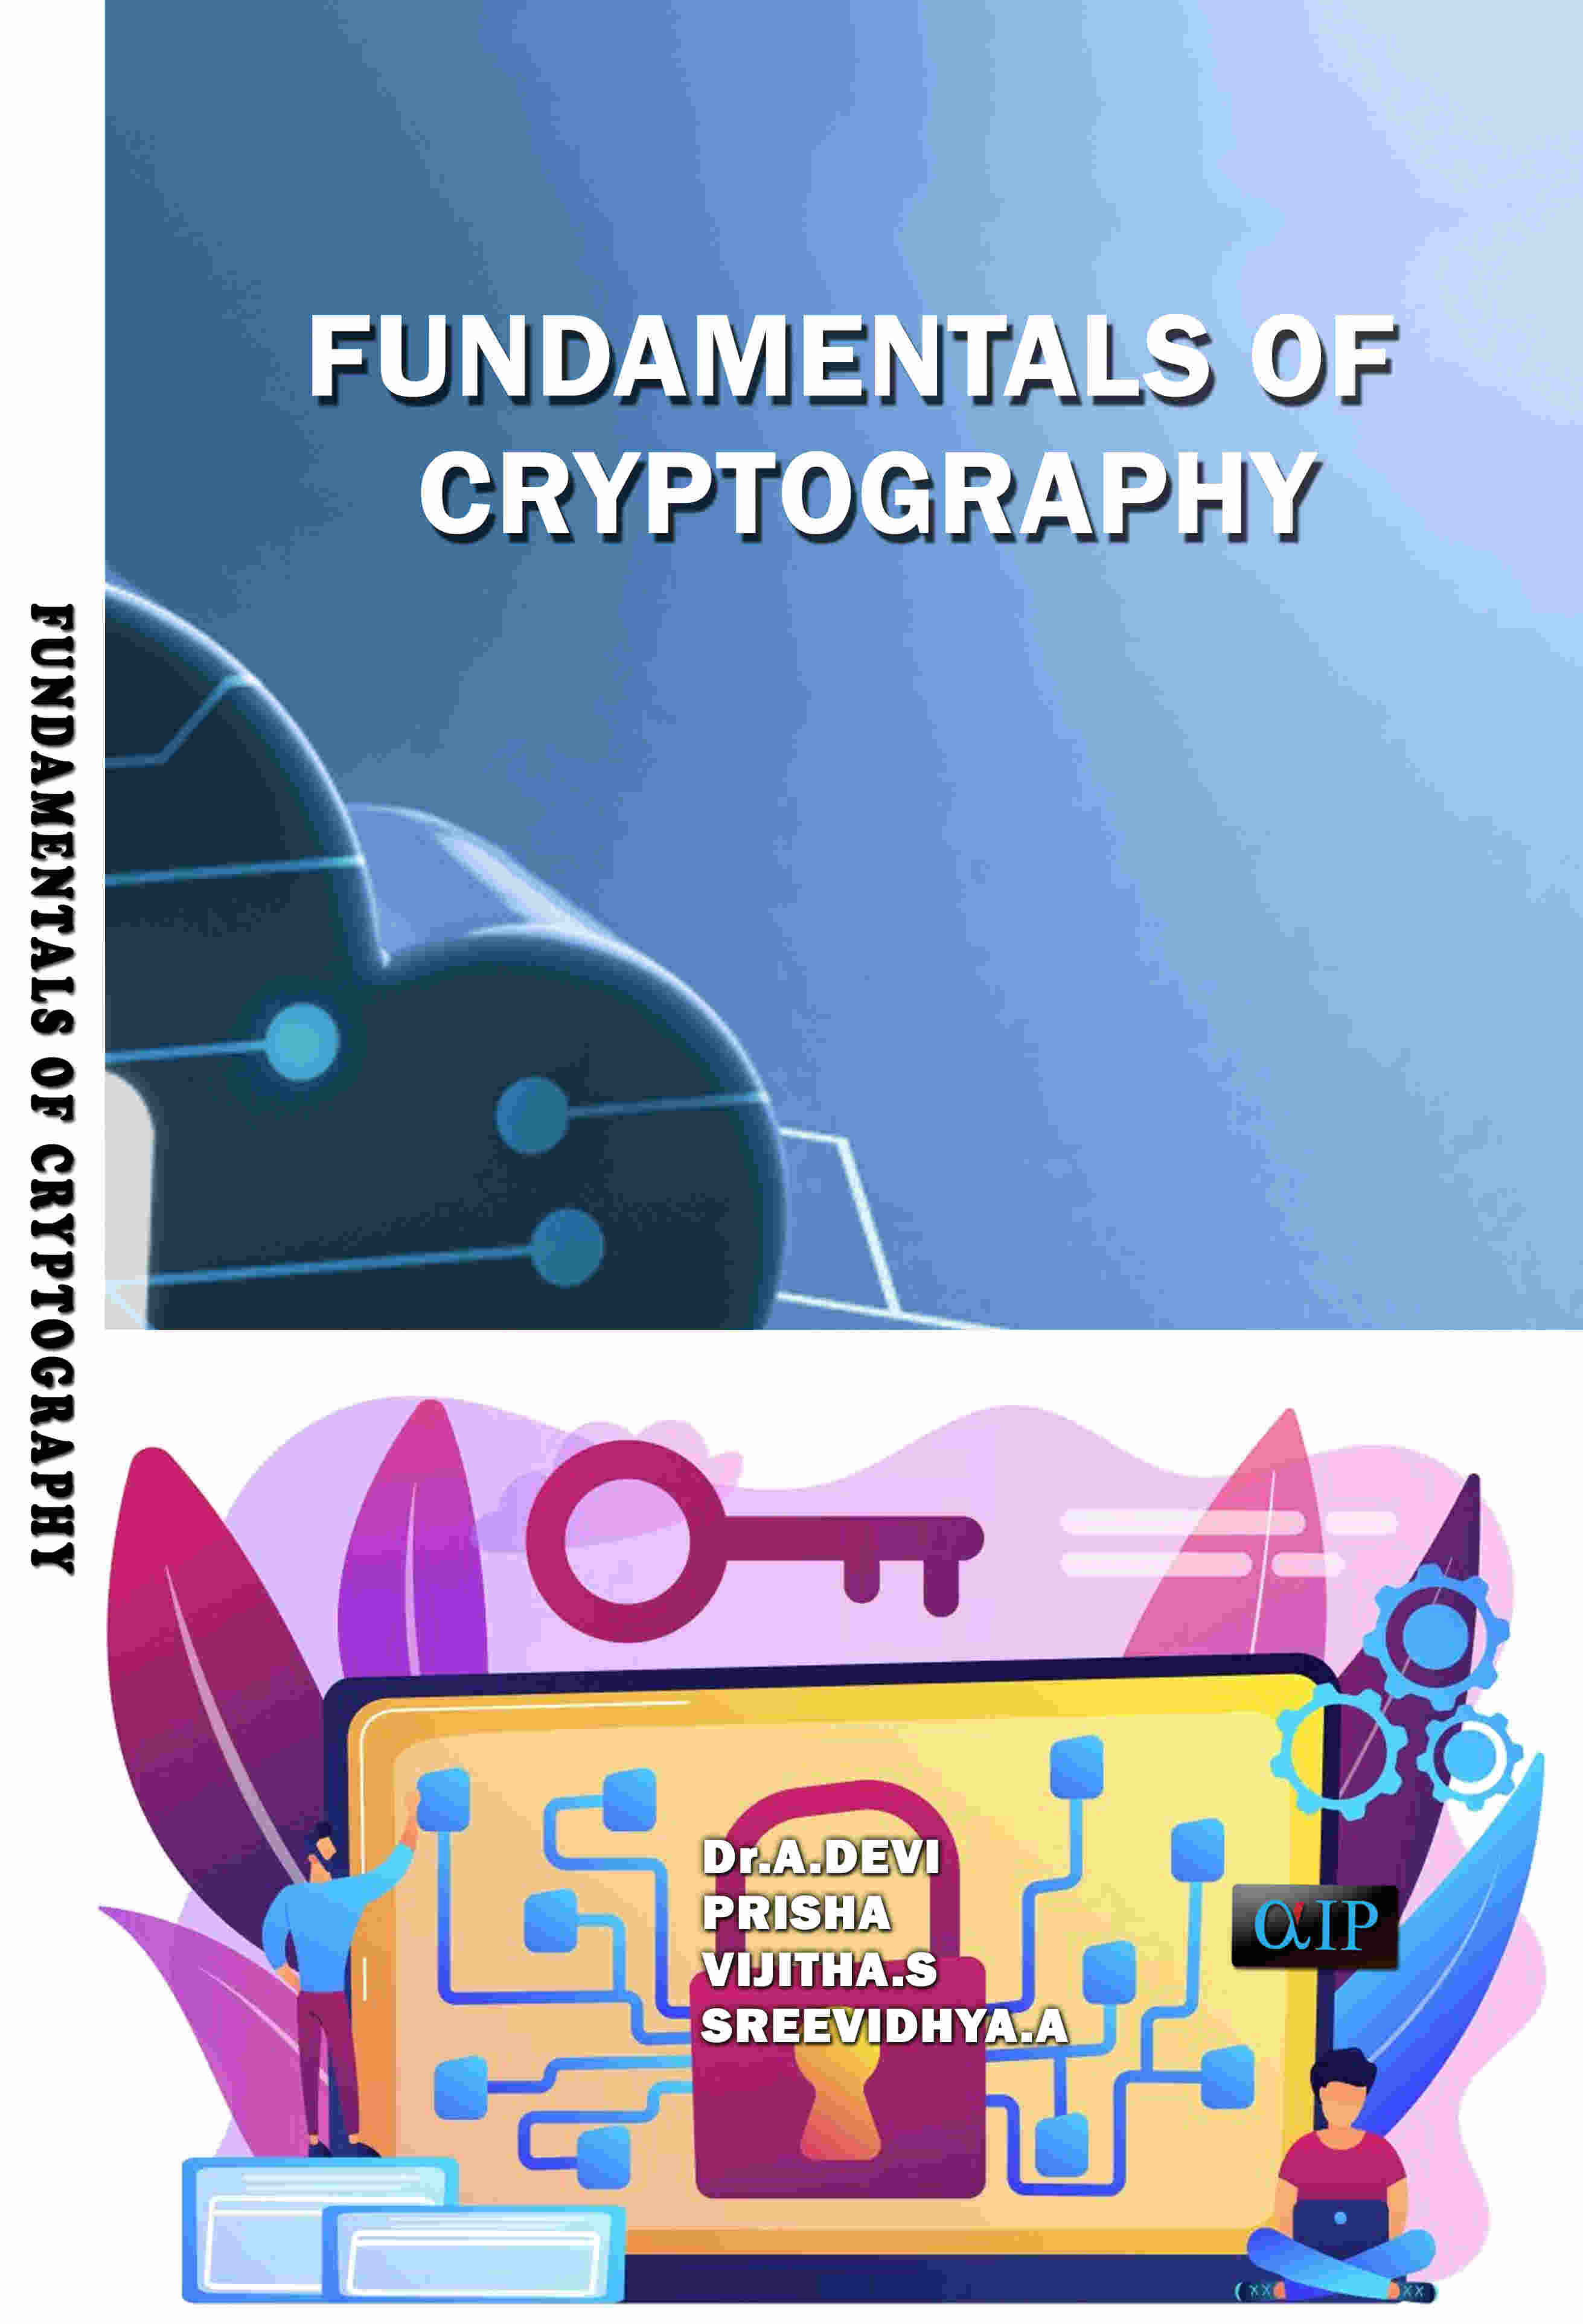 FUNDAMENTALS OF
CRYPTOGRAPHY
FUNDAMENTALS OF CRYPTOGRAPHY
Dr.A.DEVI
PRISHA
VIJITHA.S
SREEVIDHYA.A
αIP